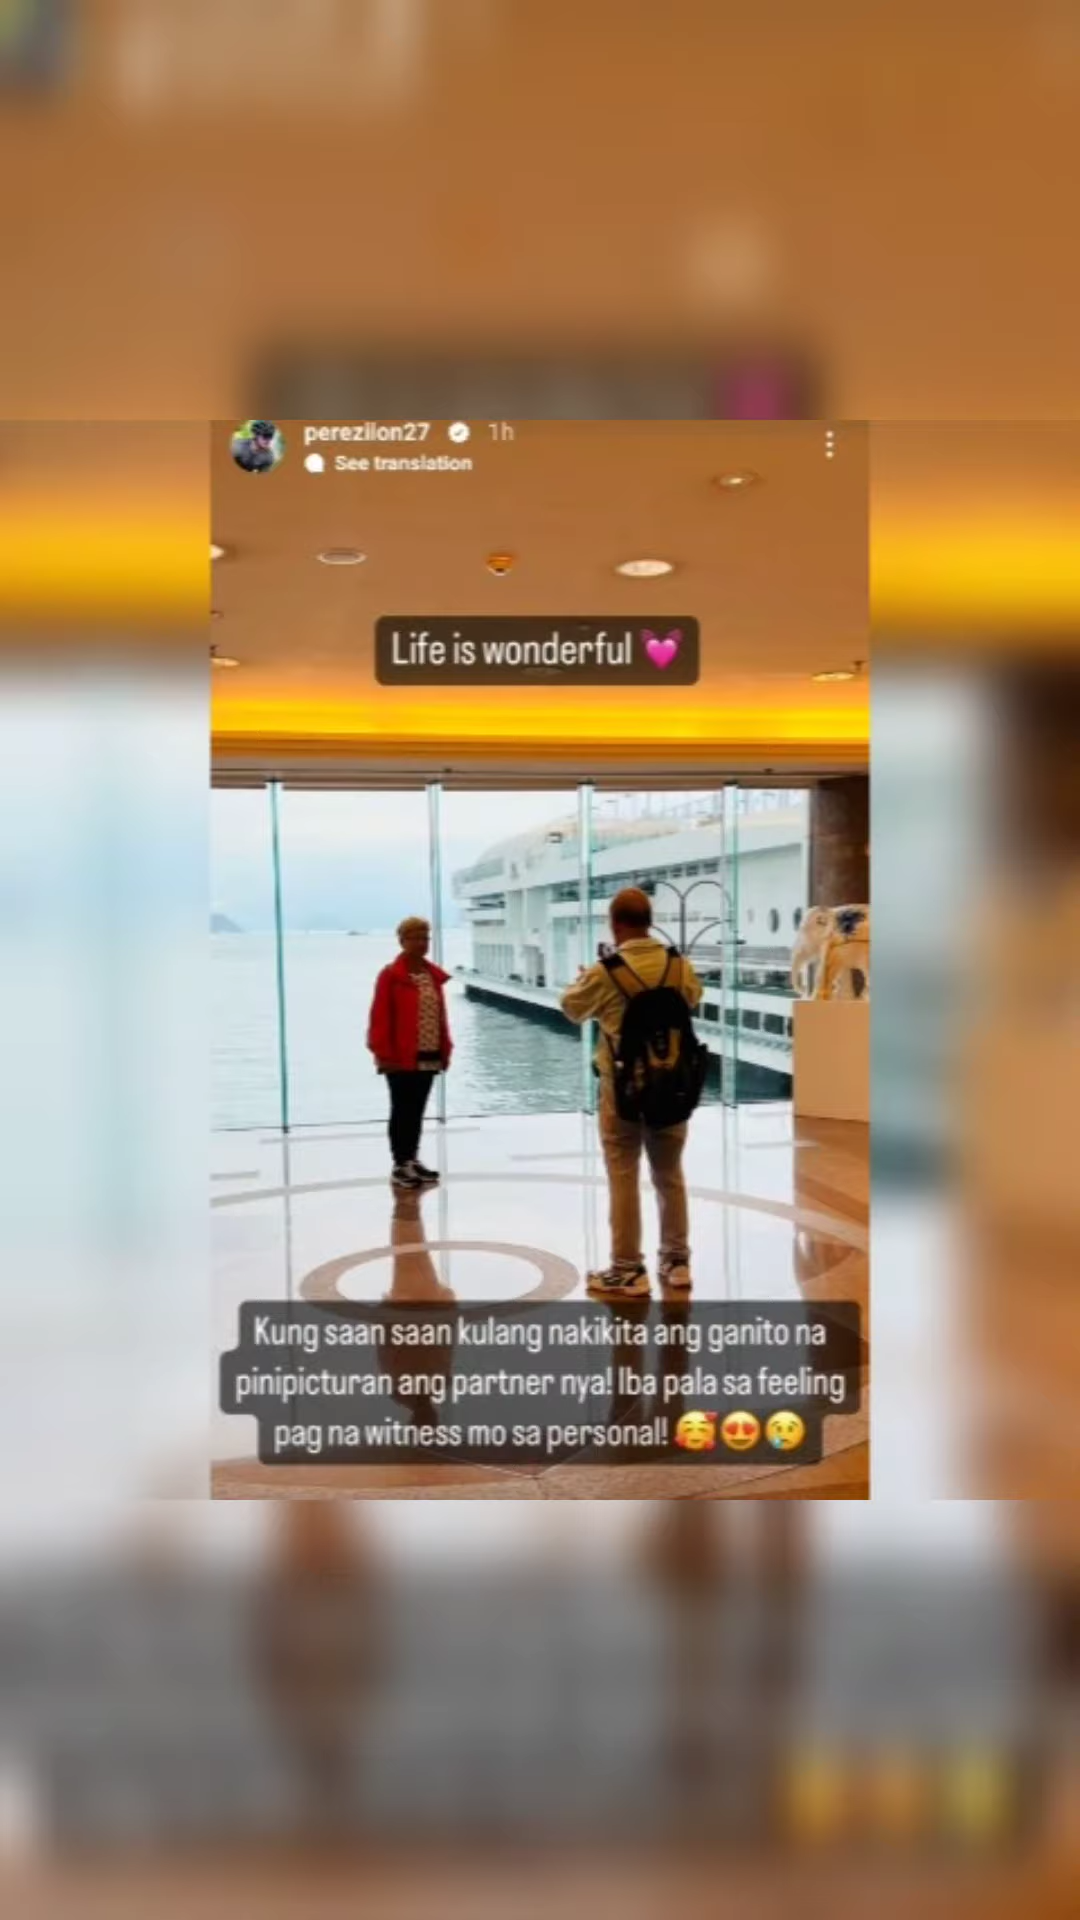 perezlion27 1h
See translation
Life is wonderful 💓
Kung saan saan kulang nakikita ang ganito na
pinipicturan ang partner nya! Iba pala sa feeling
pag na witness mo sa personal! 🥰😍😢